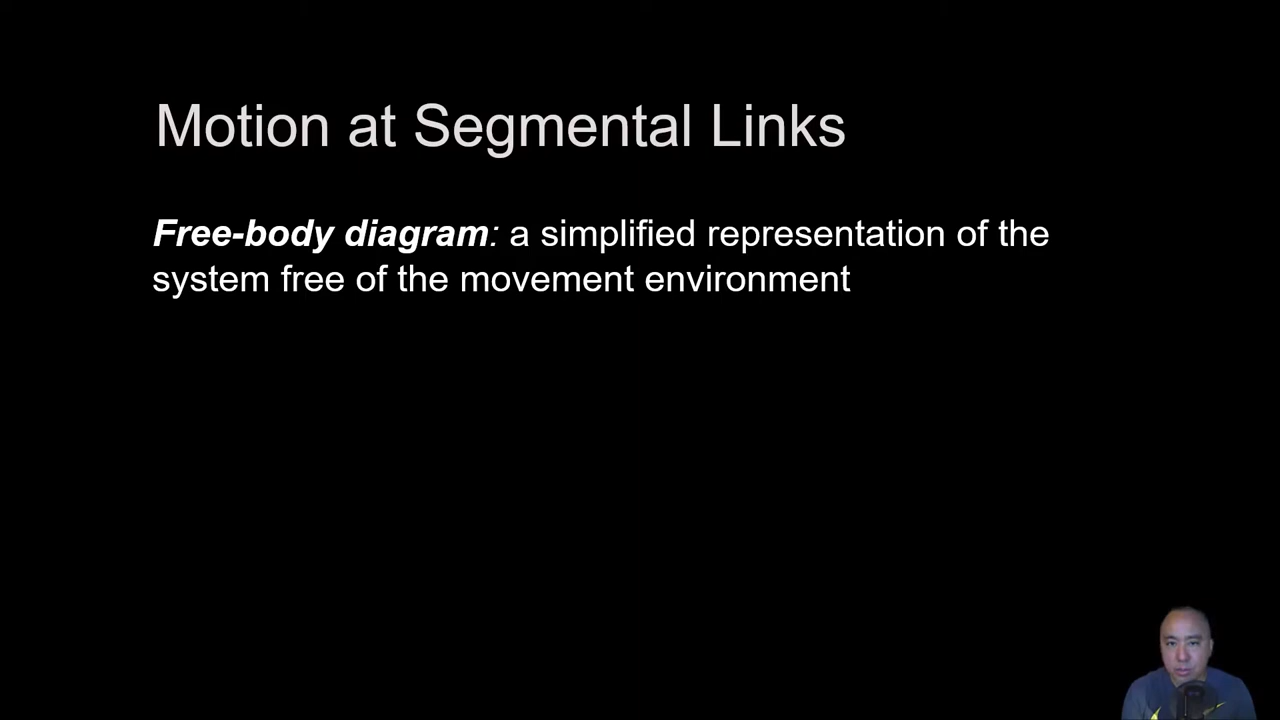 Motion at Segmental Links
Free-body diagram: a simplified representation of the
system free of the movement environment